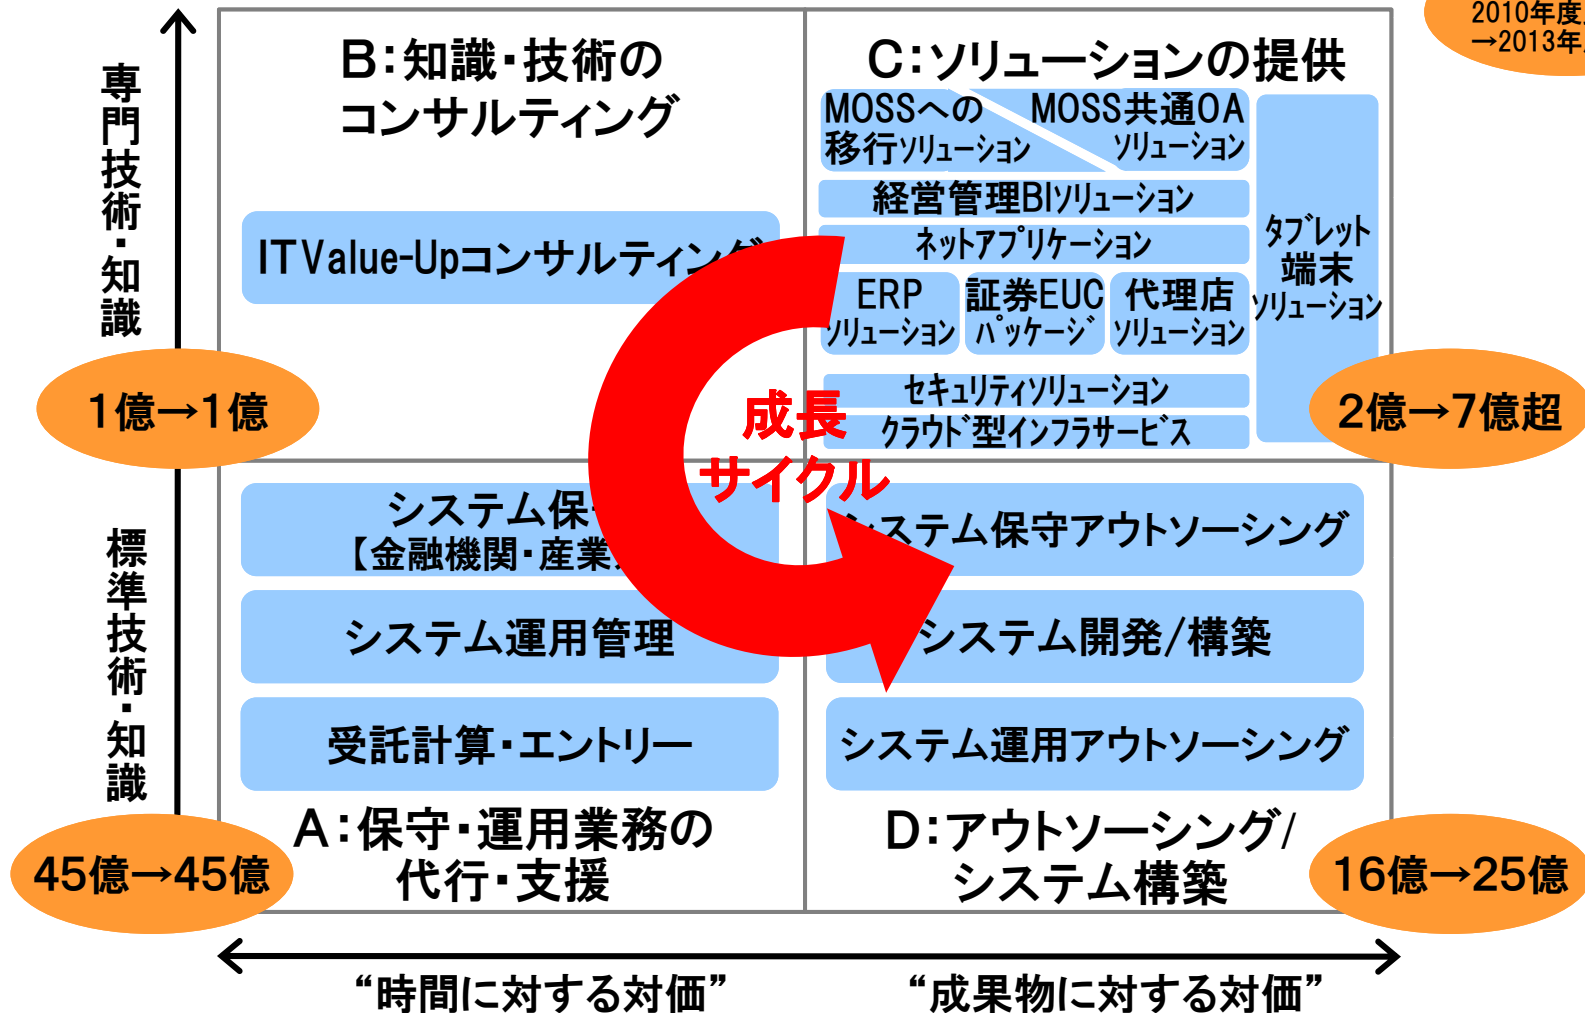 2010年度
→2013年
専門技術・知識
B:知識・技術の
コンサルティング
C:ソリューションの提供
MOSSへの
移行ソリューション
MOSS共通OA
ソリューション
経営管理BIソリューション
ネットアプリケーション
ERP
ソリューション
証券EUC
パッケージ
代理店
ソリューション
タブレット
端末
ソリューション
セキュリティソリューション
クラウド型インフラサービス
ITValue-Upコンサルティング
1億→1億
2億→7億超
成長
サイクル
標準技術・知識
システム保
【金融機関・産業
システム運用管理
受託計算・エントリー
システム保守アウトソーシング
システム開発/構築
システム運用アウトソーシング
A:保守・運用業務の
代行・支援
D:アウトソーシング/
システム構築
45億→45億
16億→25億
“時間に対する対価”
“成果物に対する対価”